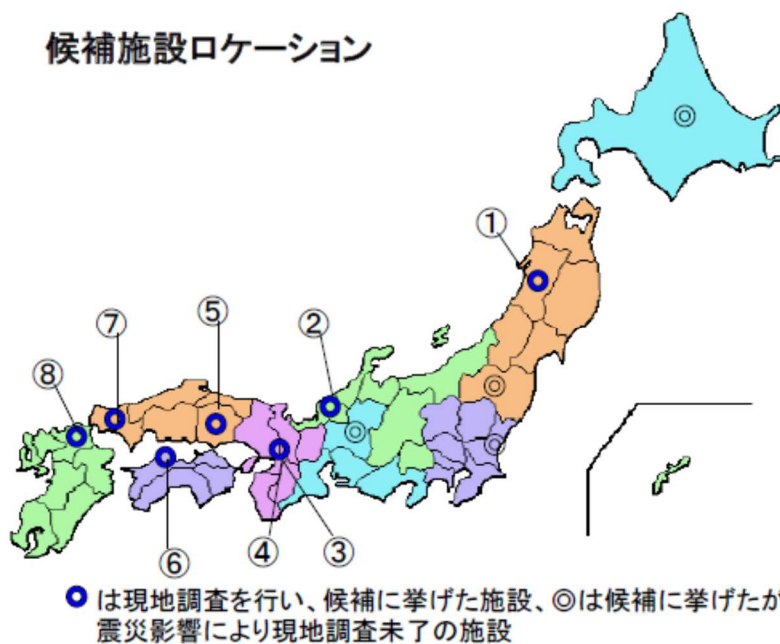 候補施設ロケーション
①
⑦
⑤
②
⑧
⑥
④
③
は現地調査を行い、候補に挙げた施設、◎は候補に挙げたが
震災影響により現地調査未了の施設